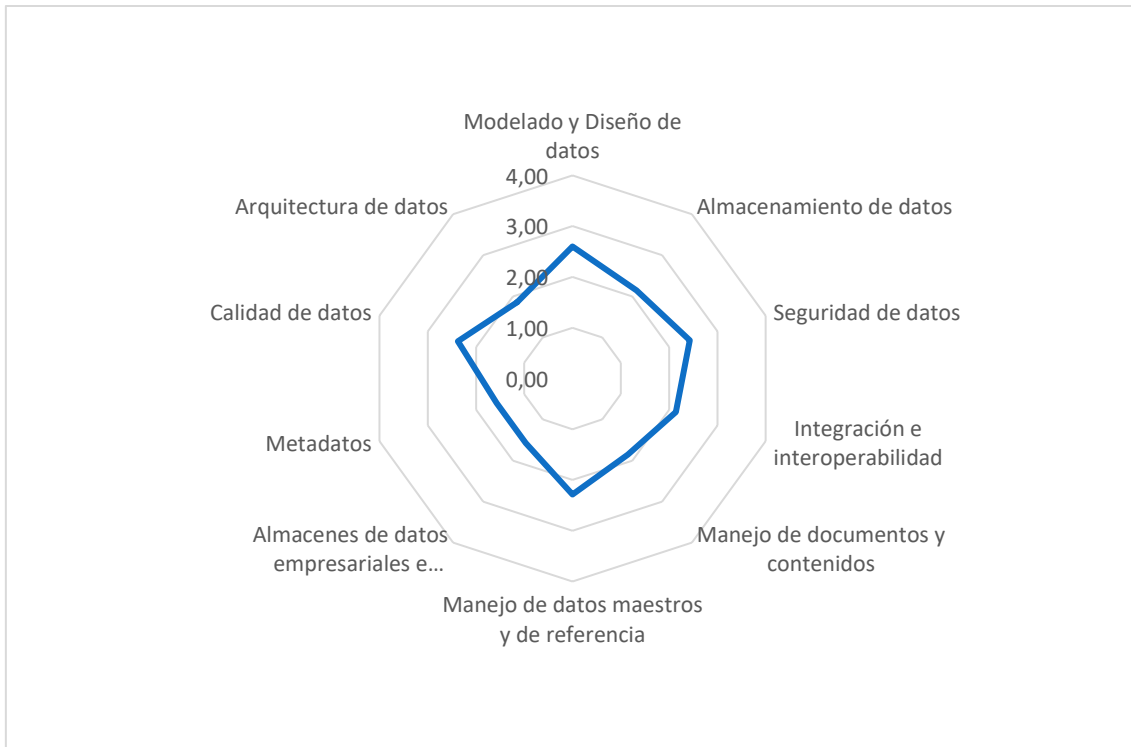 Modelado y Diseño de
datos
4,00
Arquitectura de datos
Almacenamiento de datos
3,00
2,00
Calidad de datos
Seguridad de datos
1,00
0,00
Metadatos
Integración e
interoperabilidad
Almacenes de datos
empresariales e...
Manejo de documentos y
contenidos
Manejo de datos maestros
y de referencia